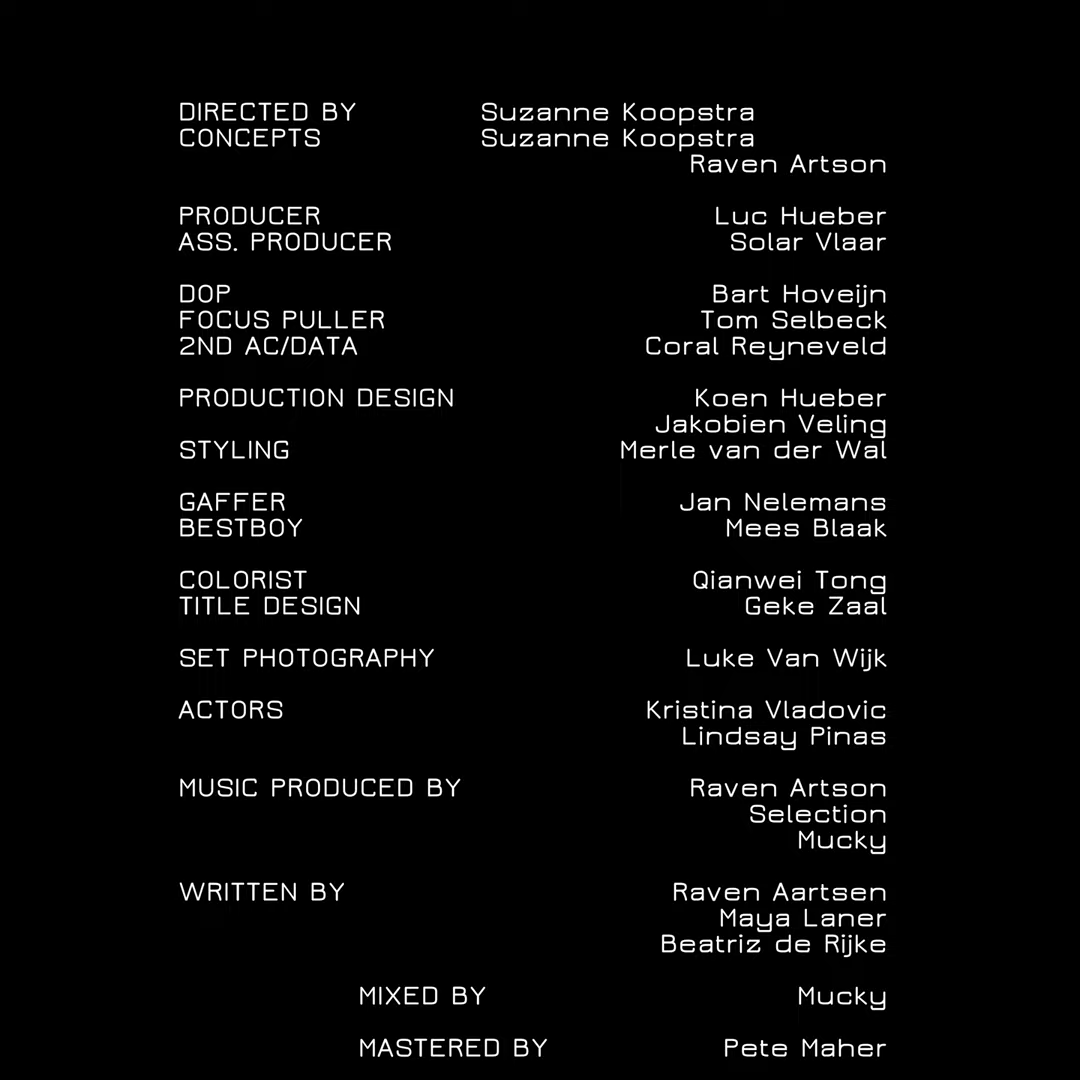 DIRECTED BY Suzanne Koopstra
CONCEPTS Suzanne Koopstra
Raven Artson
PRODUCER Luc Hueber
ASS. PRODUCER Solar Vlaar
DOP Bart Hoveijn
FOCUS PULLER Tom Selbeck
2ND AC/DATA Coral Reyneveld
PRODUCTION DESIGN Koen Hueber
Jakobien Veling
STYLING Merle van der Wal
GAFFER Jan Nelemans
BESTBOY Mees Blaak
COLORIST Qianwei Tong
TITLE DESIGN Geke Zaal
SET PHOTOGRAPHY Luke Van Wijk
ACTORS Kristina Vladovic
Lindsay Pinas
MUSIC PRODUCED BY Raven Artson
Selection
Mucky
WRITTEN BY Raven Aartsen
Maya Laner
Beatriz de Rijke
MIXED BY Mucky
MASTERED BY Pete Maher